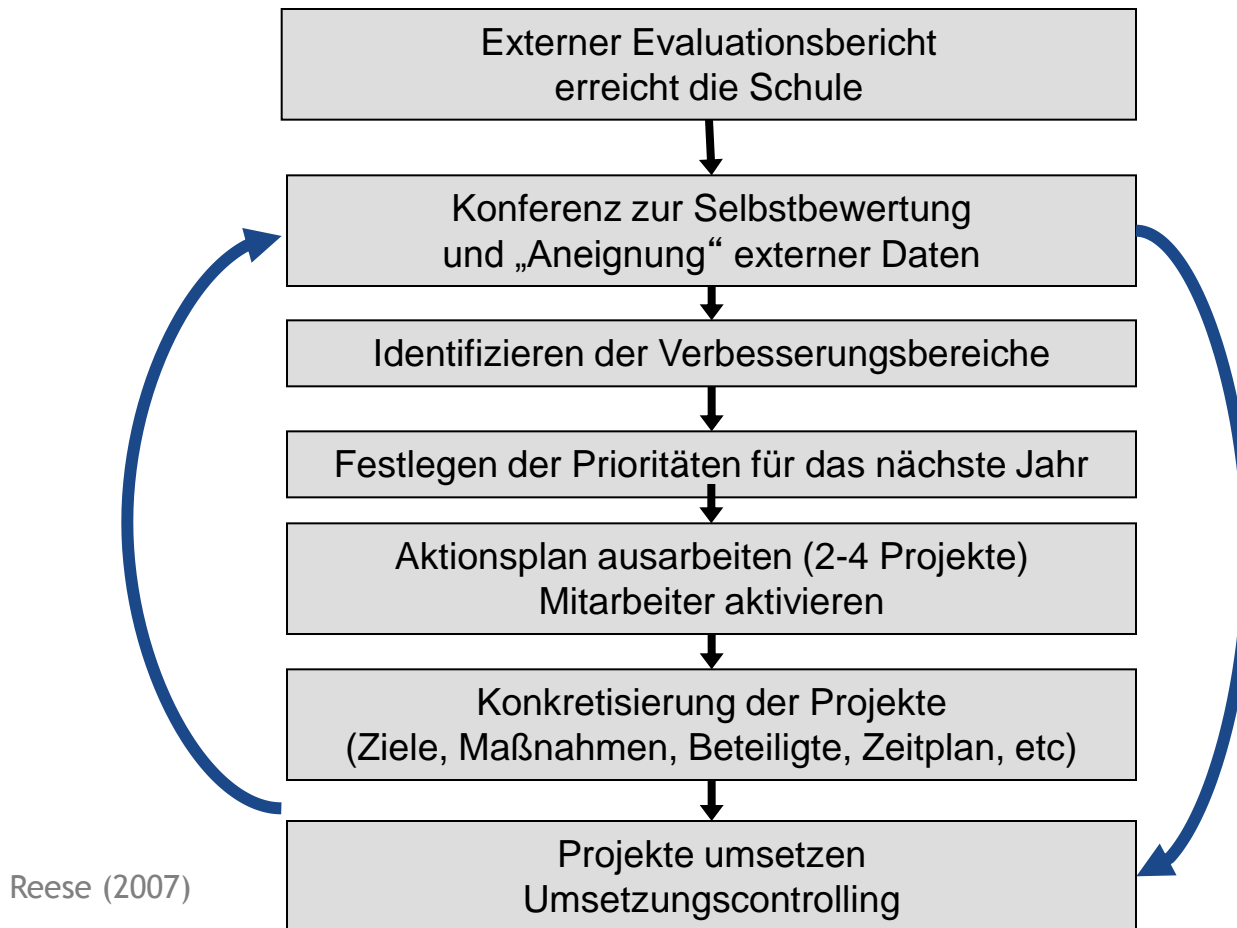 Externer Evaluationsbericht
erreicht die Schule
Konferenz zur Selbstbewertung
und „Aneignung“ externer Daten
Identifizieren der Verbesserungsbereiche
Festlegen der Prioritäten für das nächste Jahr
Aktionsplan ausarbeiten (2-4 Projekte)
Mitarbeiter aktivieren
Konkretisierung der Projekte
(Ziele, Maßnahmen, Beteiligte, Zeitplan, etc)
Projekte umsetzen
Umsetzungscontrolling
Reese (2007)